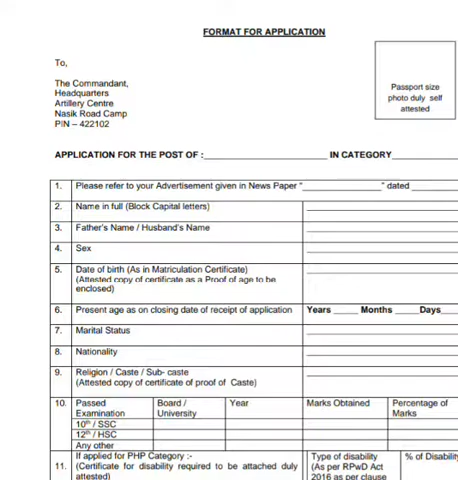 FORMAT FOR APPLICATION
To,
The Commandant,
Headquarters
Artillery Centre
Nasik Road Camp
PIN – 422102
Passport size
photo duly self
attested
APPLICATION FOR THE POST OF :____________________ IN CATEGORY__________
1. Please refer to your Advertisement given in News Paper "______________" dated ________
2. Name in full (Block Capital letters)
3. Father's Name / Husband's Name
4. Sex
5. Date of birth (As in Matriculation Certificate)
(Attested copy of certificate as a Proof of age to be
enclosed)
6. Present age as on closing date of receipt of application Years _____ Months _____Days___
7. Marital Status
8. Nationality
9. Religion / Caste / Sub- caste
(Attested copy of certificate of proof of Caste)
10. Passed Board / Year Marks Obtained Percentage of
Examination University Marks
10th / SSC
12th / HSC
Any other
11. If applied for PHP Category :-
(Certificate for disability required to be attached duly
attested)
Type of disability % of Disability
(As per RPwD Act
2016 as per clause